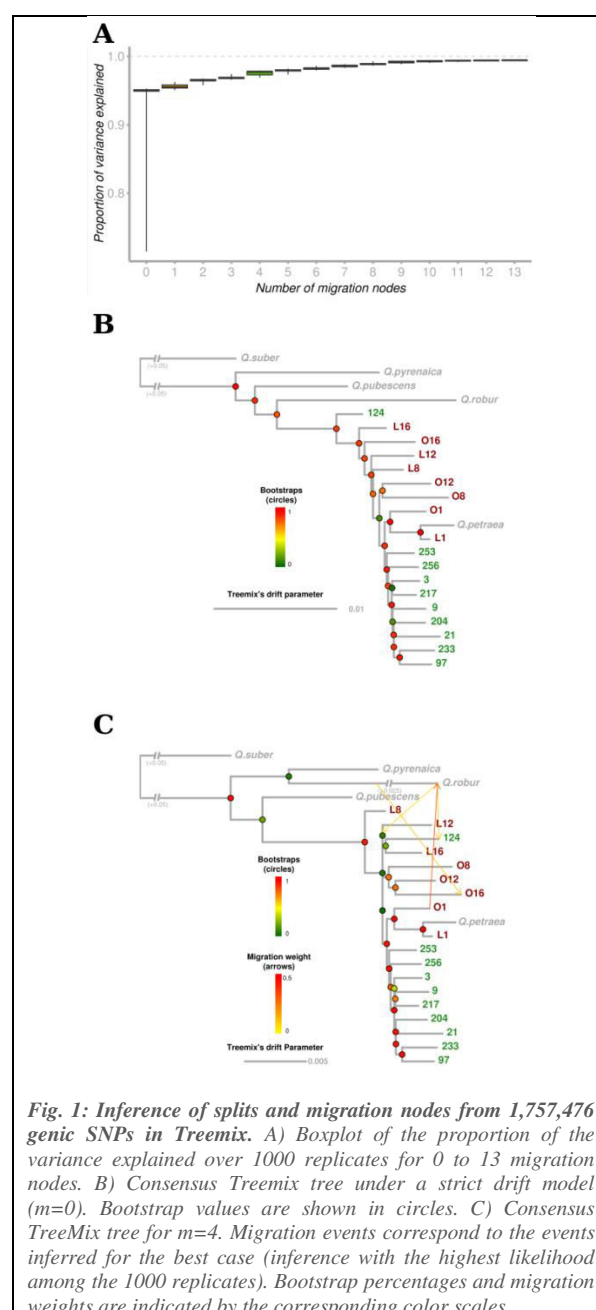 A
1.0
0.9
0.8
Proportion of variance explained
0 1 2 3 4 5 6 7 8 9 10 11 12 13
Number of migration nodes
B
Q.suber
(+0.05)
Q.pyrenaica
(+0.05)
Q.pubescens
Q.robur
124
L16
O16
L12
L8
O12
O8
O1
Q.petraea
L1
253
256
3
217
9
204
21
233
97
Bootstraps
(circles)
1
0
Treemix's drift parameter
0.01
C
Q.suber
(+0.05)
Q.pyrenaica
Q.robur
(+0.05)
Q.pubescens
L8
L12
124
L16
O8
O12
O16
O1
Q.petraea
L1
253
256
3
9
217
204
21
233
97
Bootstraps
(circles)
1
0
Migration weight
(arrows)
0.5
0
Treemix's drift Parameter
0.005
Fig. 1: Inference of splits and migration nodes from 1,757,476
genic SNPs in Treemix. A) Boxplot of the proportion of the
variance explained over 1000 replicates for 0 to 13 migration
nodes. B) Consensus Treemix tree under a strict drift model
(m=0). Bootstrap values are shown in circles. C) Consensus
TreeMix tree for m=4. Migration events correspond to the events
inferred for the best case (inference with the highest likelihood
among the 1000 replicates). Bootstrap percentages and migration
weights are indicated by the corresponding color scales